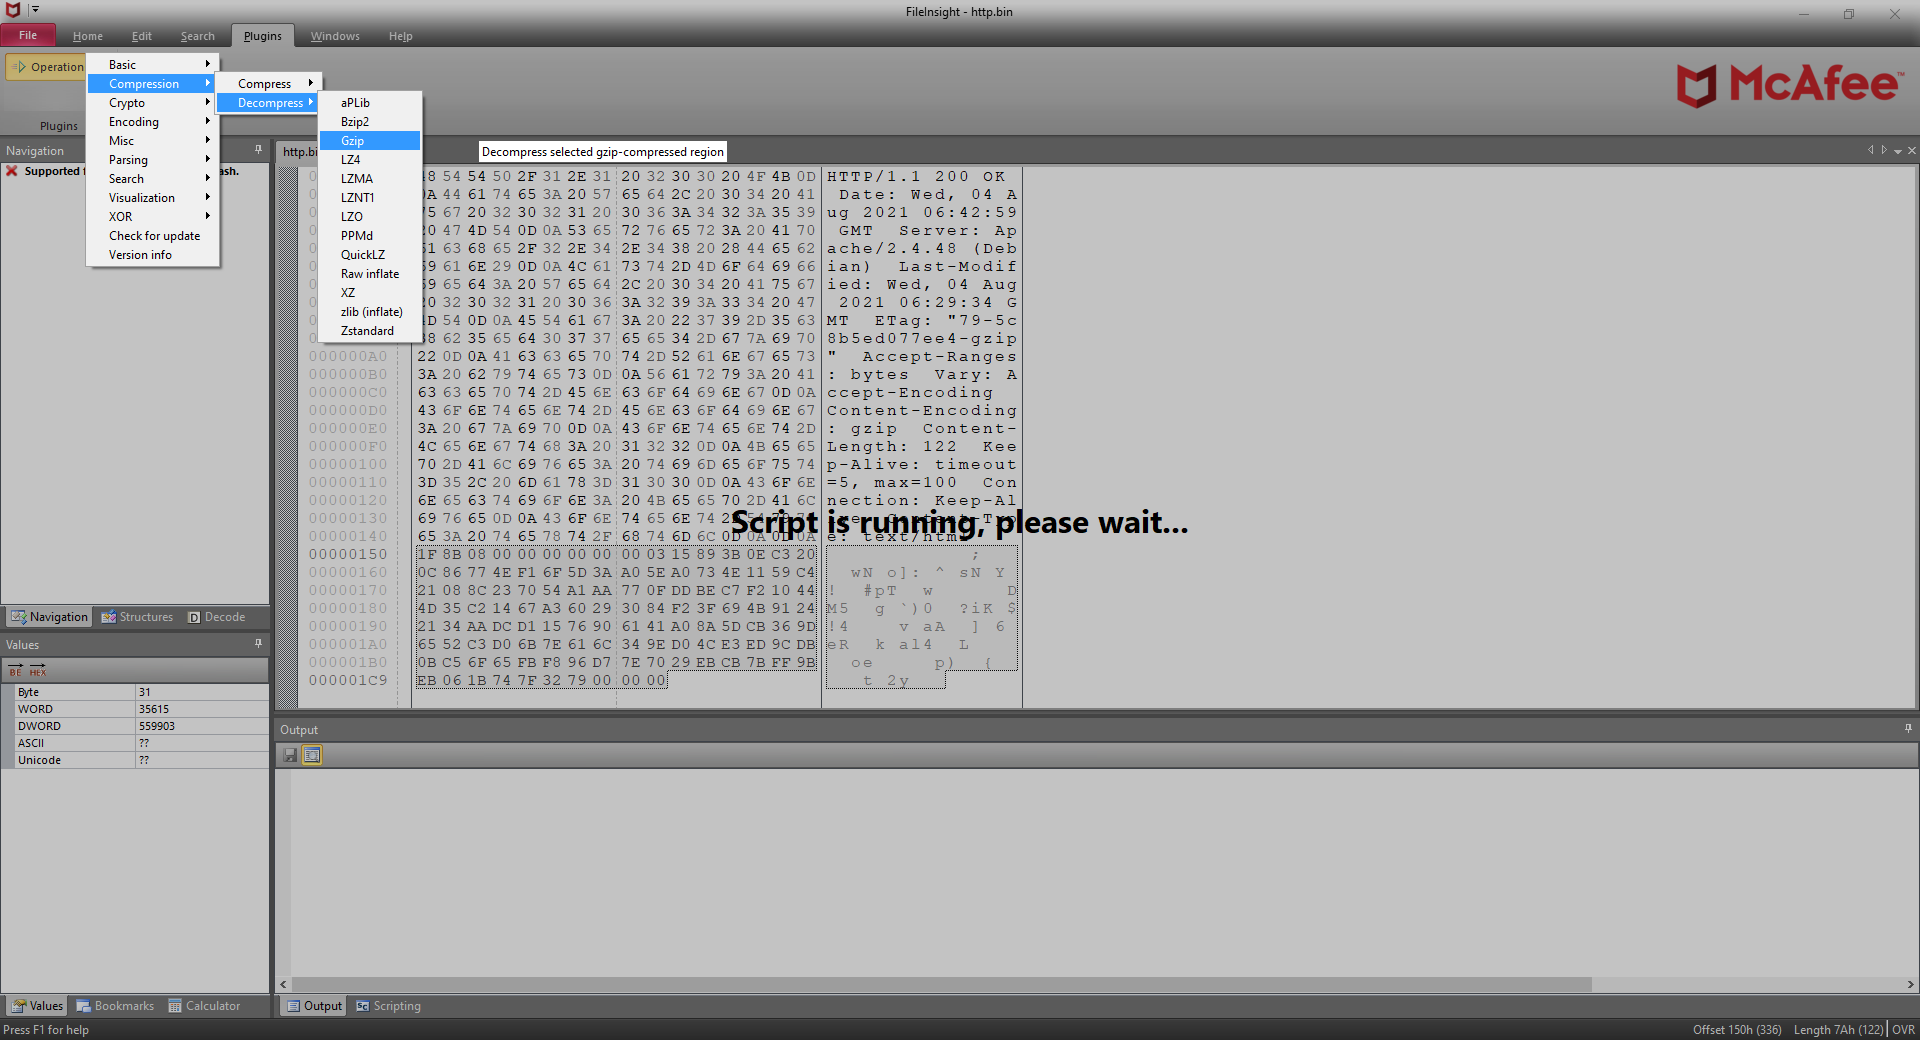 FileInsight - http.bin
File Home Edit Search Plugins Windows Help
Operation
Plugins
McAfee™
Basic
Compression
Crypto
Encoding
Misc
Parsing
Search
Visualization
XOR
Check for update
Version info
Compress
Decompress
aPLib
Bzip2
Gzip
LZ4
LZMA
LZNT1
LZO
PPMd
QuickLZ
Raw inflate
XZ
zlib (inflate)
Zstandard
Decompress selected gzip-compressed region
Navigation
Supported
ash.
http.bi
48 54 54 50 2F 31 2E 31 20 32 30 30 20 4F 4B 0D HTTP/1.1 200 OK
0A 44 61 74 65 3A 20 57 65 64 2C 20 30 34 20 41 Date: Wed, 04 A
75 67 20 32 30 32 31 20 30 36 3A 34 32 3A 35 39 ug 2021 06:42:59
20 47 4D 54 0D 0A 53 65 72 76 65 72 3A 20 41 70 GMT Server: Ap
61 63 68 65 2F 32 2E 34 2E 34 38 20 28 44 65 62 ache/2.4.48 (Deb
69 61 6E 29 0D 0A 4C 61 73 74 2D 4D 6F 64 69 66 ian) Last-Modif
69 65 64 3A 20 57 65 64 2C 20 30 34 20 41 75 67 ied: Wed, 04 Aug
20 32 30 32 31 20 30 36 3A 32 39 3A 33 34 20 47 2021 06:29:34 G
4D 54 0D 0A 45 54 61 67 3A 20 22 37 39 2D 35 63 MT ETag: "79-5c
38 62 35 65 64 30 37 37 65 65 34 2D 67 7A 69 70 8b5ed077ee4-gzip
000000A0 22 0D 0A 41 63 63 65 70 74 2D 52 61 6E 67 65 73 " Accept-Ranges
000000B0 3A 20 62 79 74 65 73 0D 0A 56 61 72 79 3A 20 41 : bytes Vary: A
000000C0 63 63 65 70 74 2D 45 6E 63 6F 64 69 6E 67 0D 0A ccept-Encoding
000000D0 43 6F 6E 74 65 6E 74 2D 45 6E 63 6F 64 69 6E 67 Content-Encoding
000000E0 3A 20 67 7A 69 70 0D 0A 43 6F 6E 74 65 6E 74 2D : gzip Content-
000000F0 4C 65 6E 67 74 68 3A 20 31 32 32 0D 0A 4B 65 65 Length: 122 Kee
00000100 70 2D 41 6C 69 76 65 3A 20 74 69 6D 65 6F 75 74 p-Alive: timeout
00000110 3D 35 2C 20 6D 61 78 3D 31 30 30 0D 0A 43 6F 6E =5, max=100 Con
00000120 6E 65 63 74 69 6F 6E 3A 20 4B 65 65 70 2D 41 6C nection: Keep-Al
00000130 69 76 65 0D 0A 43 6F 6E 74 65 6E 74
Script is running, please wait...
00000140 65 3A 20 74 65 78 74 2F 68 74 6D 6C 0D 0A 0D 0A e: text/html
00000150 1F 8B 08 00 00 00 00 00 00 03 15 89 3B 0E C3 20 ;
00000160 0C 86 77 4E F1 6F 5D 3A A0 5E A0 73 4E 11 59 C4 wN o]: ^ sN Y
00000170 21 08 8C 23 70 54 A1 AA 77 0F DD BE C7 F2 10 44 ! #pT w D
00000180 4D 35 C2 14 67 A3 60 29 30 84 F2 3F 69 4B 91 24 M5 g `)0 ?iK $
00000190 21 34 AA DC D1 15 76 90 61 41 A0 8A 5D CB 36 9D !4 v aA ] 6
000001A0 65 52 C3 D0 6B 7E 61 6C 34 9E D0 4C E3 ED 9C DB eR k al4 L
000001B0 0B C5 6F 65 FB F8 96 D7 7E 70 29 EB CB 7B FF 9B oe p) {
000001C9 EB 06 1B 74 7F 32 79 00 00 00 t 2y
Navigation Structures Decode
Values
BE HEX
Byte 31
WORD 35615
DWORD 559903
ASCII ??
Unicode ??
Output
Values Bookmarks Calculator
Output Scripting
Press F1 for help
Offset 150h (336) Length 7Ah (122) OVR